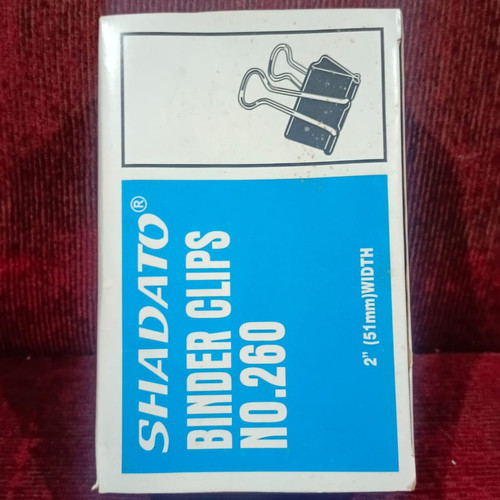 SHADATO®
BINDER CLIPS
NO.260
2" (51mm)WIDTH